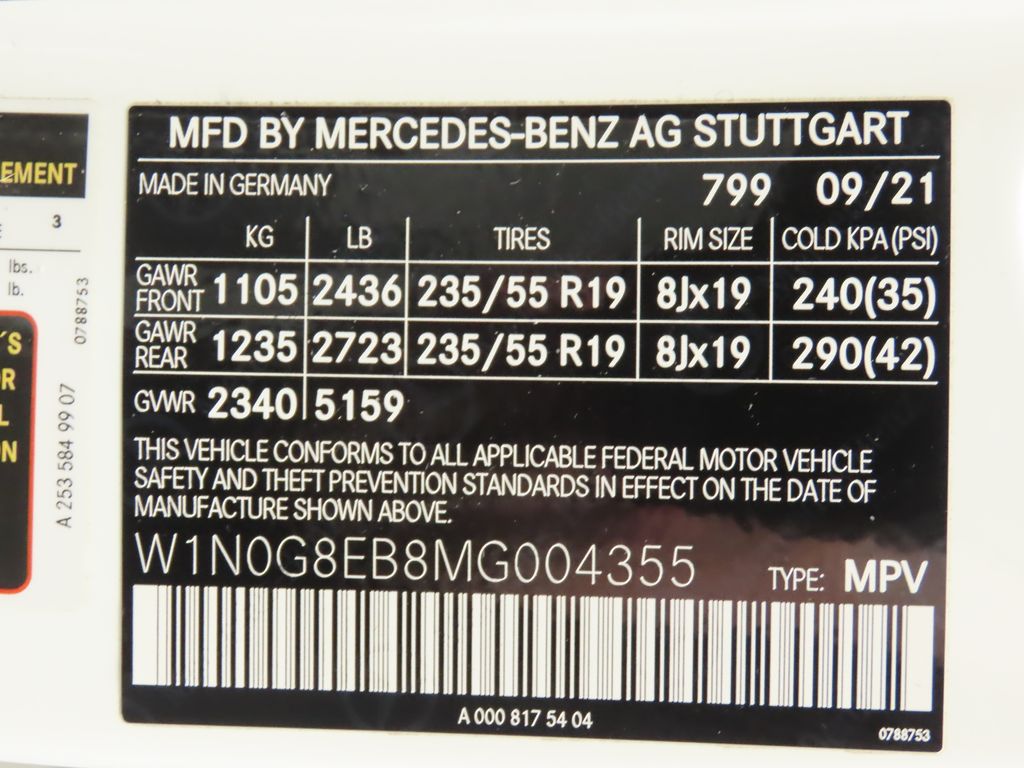 MFD BY MERCEDES-BENZ AG STUTTGART
MADE IN GERMANY 799 09/21
KG LB TIRES RIM SIZE COLD KPA(PSI)
GAWR FRONT 1105 2436 235/55 R19 8Jx19 240(35)
GAWR REAR 1235 2723 235/55 R19 8Jx19 290(42)
GVWR 2340 5159
THIS VEHICLE CONFORMS TO ALL APPLICABLE FEDERAL MOTOR VEHICLE
SAFETY AND THEFT PREVENTION STANDARDS IN EFFECT ON THE DATE OF
MANUFACTURE SHOWN ABOVE.
W1N0G8EB8MG004355 TYPE: MPV
A 000 817 54 04
0788753
EMENT
3
lbs.
lb.
0788753
A 253 584 99 07
'S
R
L
N